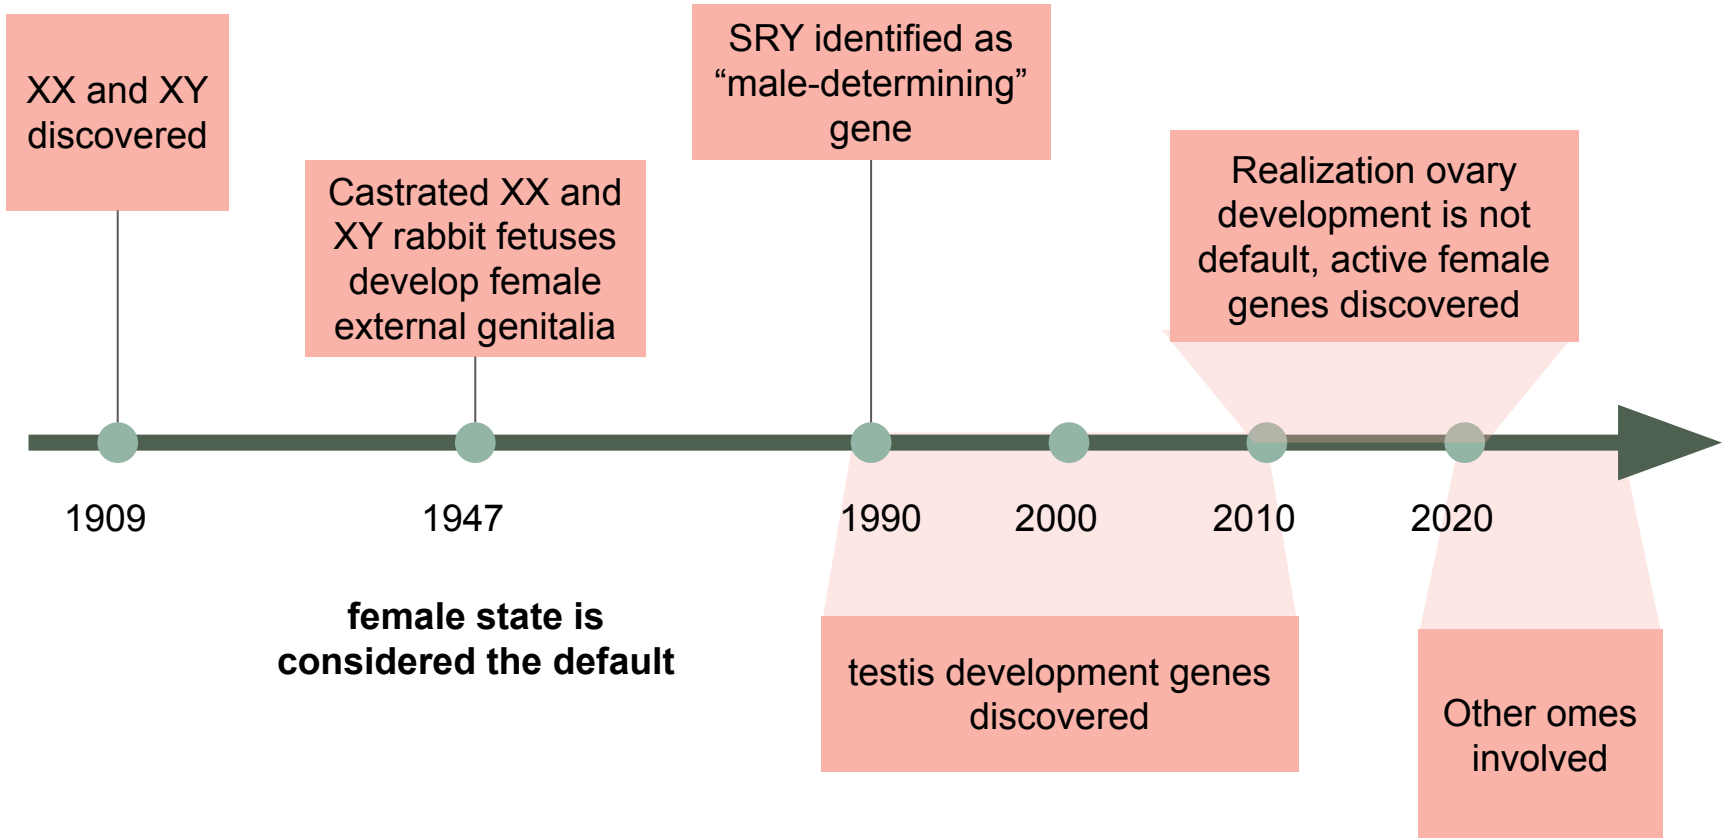 XX and XY
discovered
Castrated XX and
XY rabbit fetuses
develop female
external genitalia
SRY identified as
“male-determining”
gene
Realization ovary
development is not
default, active female
genes discovered
1909
1947
1990
2000
2010
2020
female state is
considered the default
testis development genes
discovered
Other omes
involved